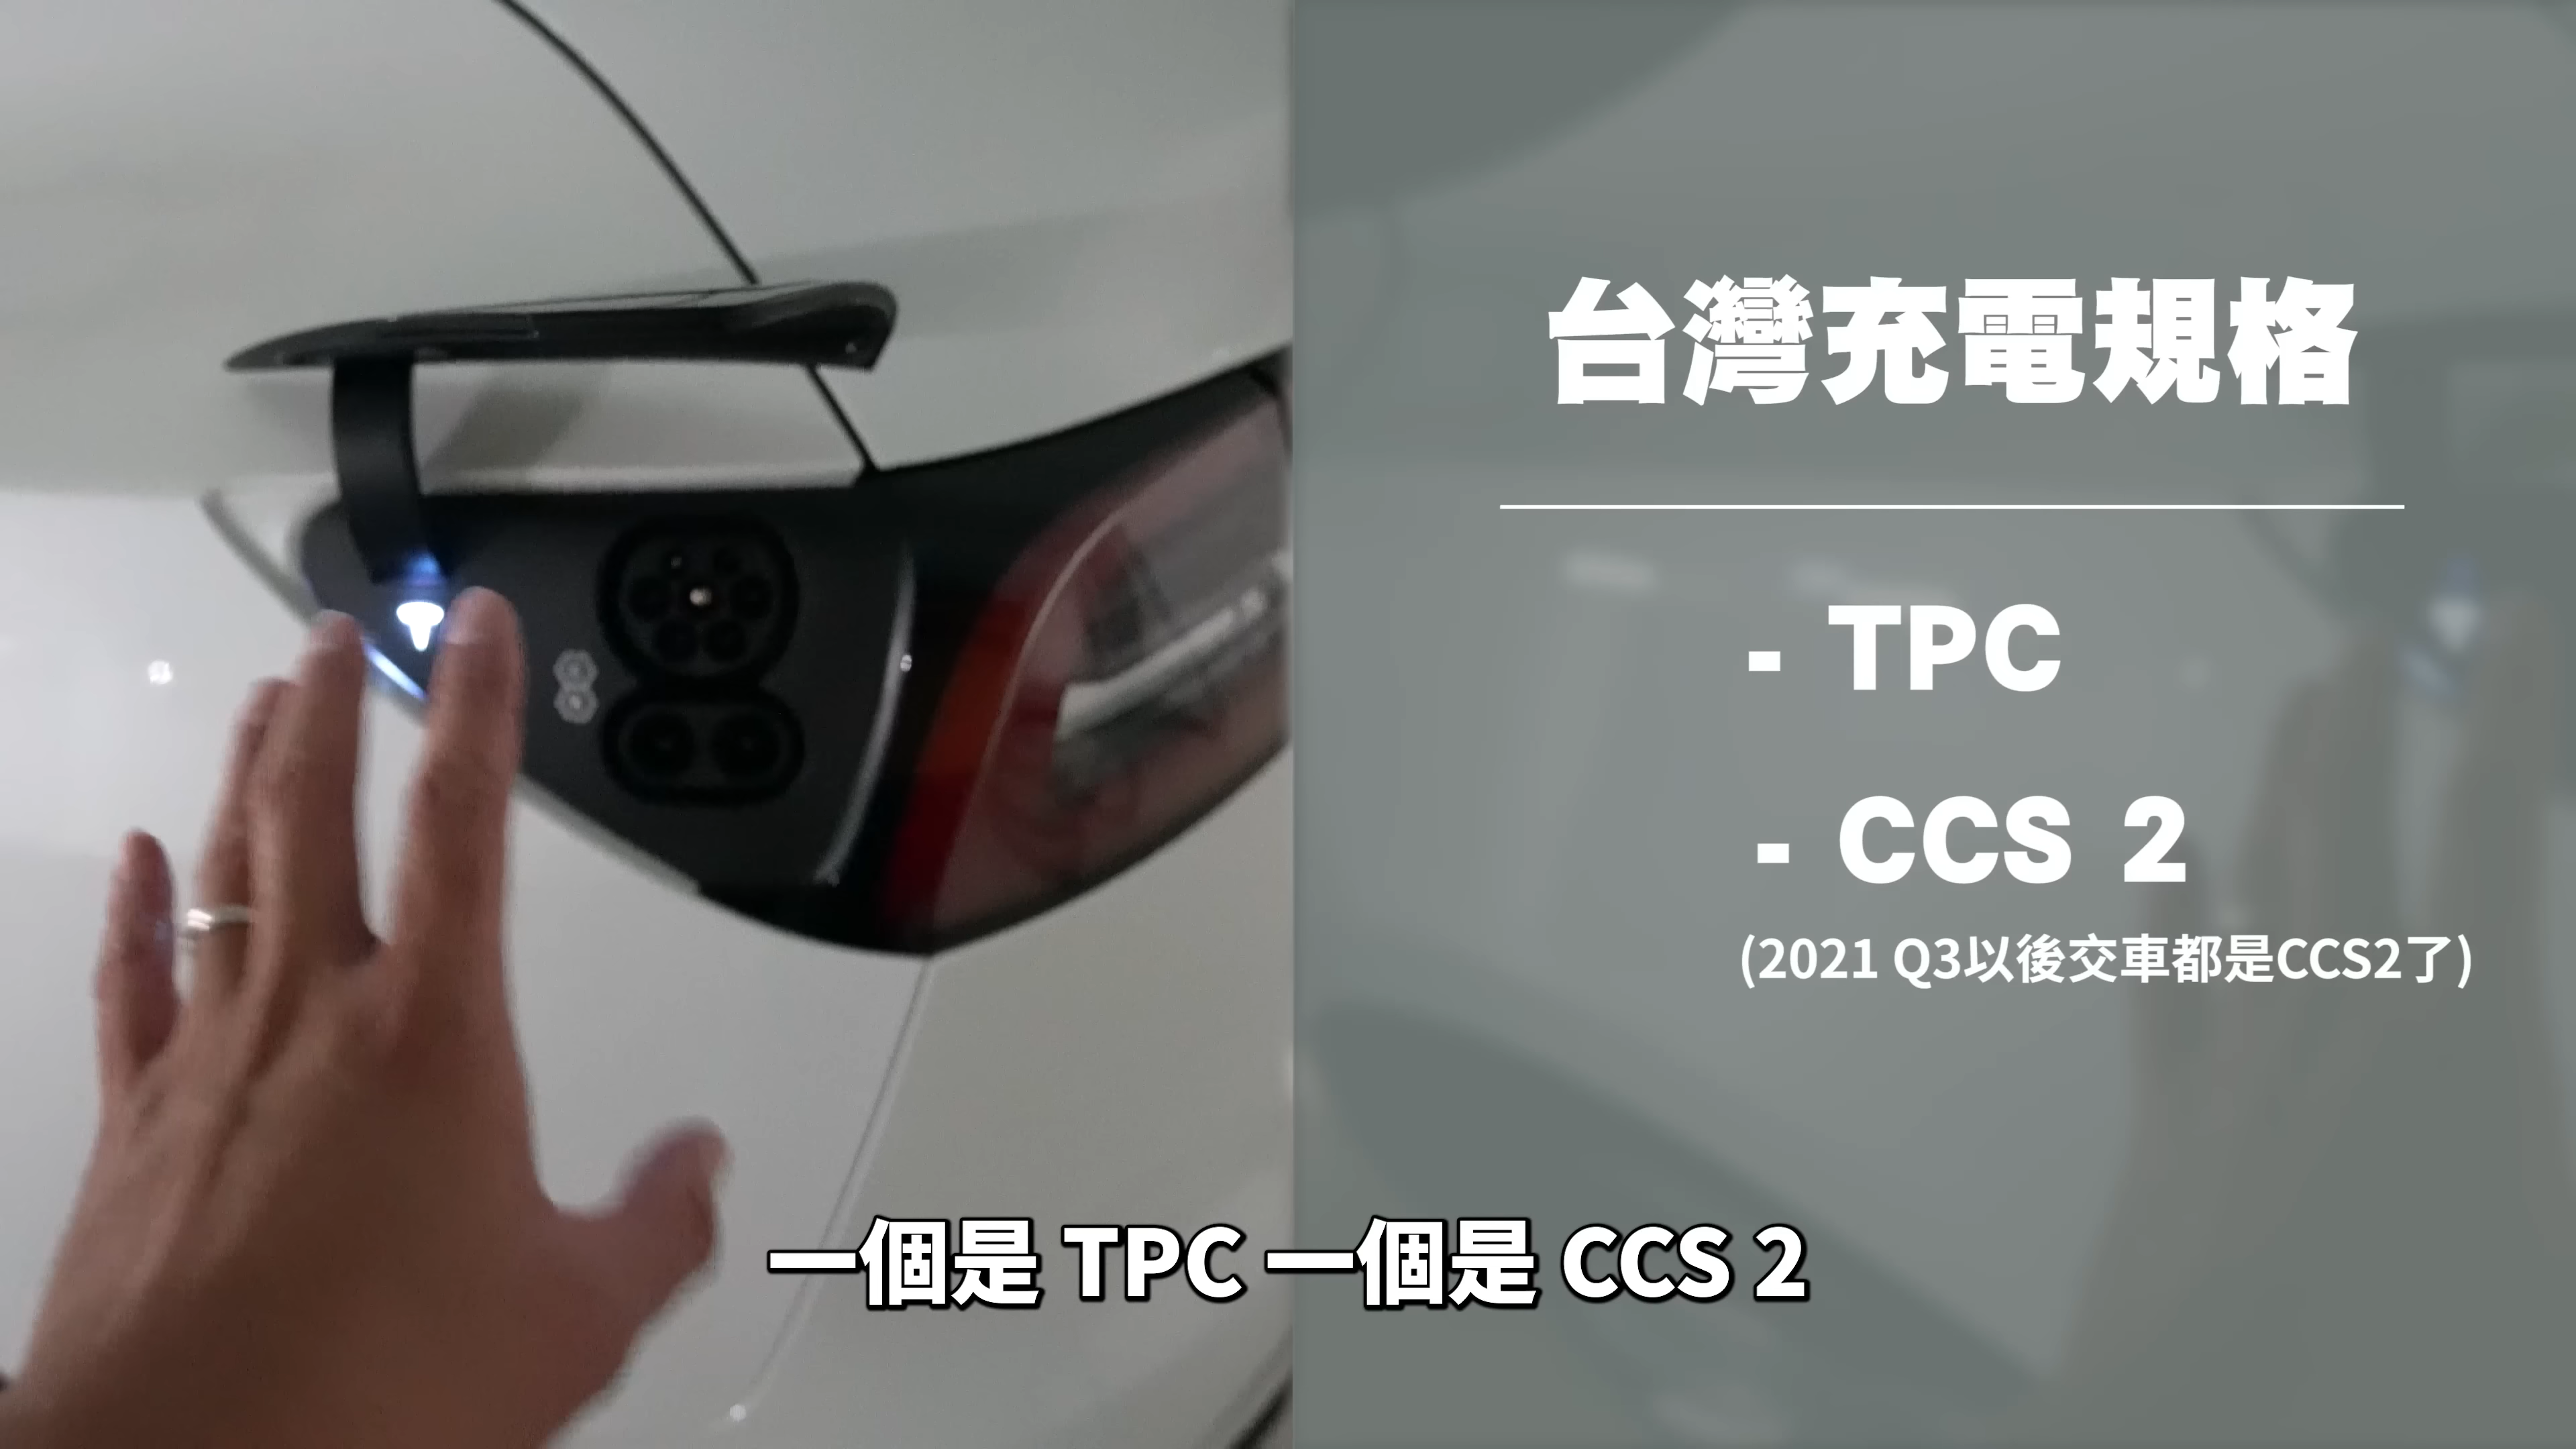 台灣充電規格
- TPC
- CCS 2
(2021 Q3以後交車都是CCS2了)
一個是 TPC 一個是 CCS 2